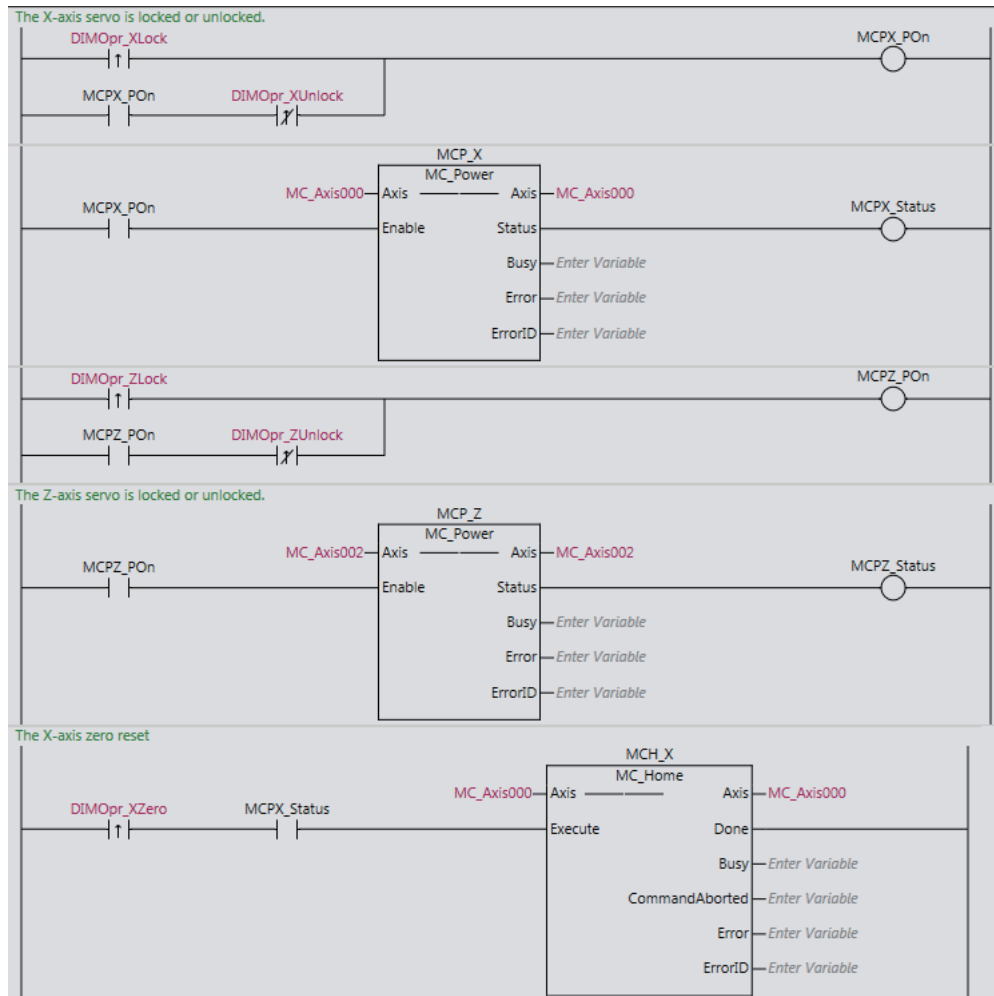 The X-axis servo is locked or unlocked.
DIMOpr_XLock
MCPX_POn
MCPX_POn
DIMOpr_XUnlock
MCP_X
MC_Power
MC_Axis000
Axis
Axis
MC_Axis000
MCPX_POn
MCPX_Status
Enable
Status
Busy
Enter Variable
Error
Enter Variable
ErrorID
Enter Variable
DIMOpr_ZLock
MCPZ_POn
MCPZ_POn
DIMOpr_ZUnlock
The Z-axis servo is locked or unlocked.
MCP_Z
MC_Power
MC_Axis002
Axis
Axis
MC_Axis002
MCPZ_POn
MCPZ_Status
Enable
Status
Busy
Enter Variable
Error
Enter Variable
ErrorID
Enter Variable
The X-axis zero reset
MCH_X
MC_Home
MC_Axis000
Axis
Axis
MC_Axis000
DIMOpr_XZero
MCPX_Status
Execute
Done
Busy
Enter Variable
CommandAborted
Enter Variable
Error
Enter Variable
ErrorID
Enter Variable